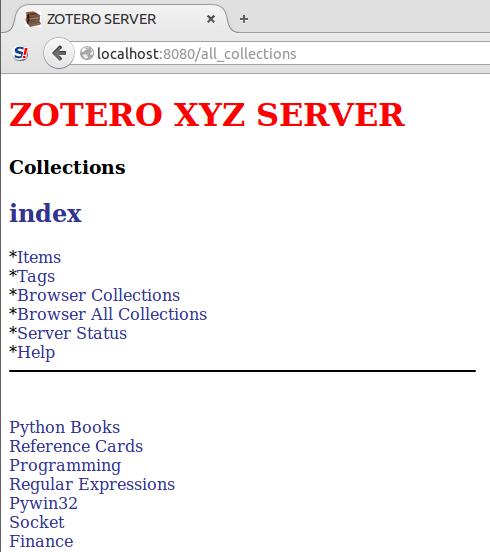 ZOTERO SERVER
S!
localhost:8080/all_collections
ZOTERO XYZ SERVER
Collections
index
*Items
*Tags
*Browser Collections
*Browser All Collections
*Server Status
*Help
Python Books
Reference Cards
Programming
Regular Expressions
Pywin32
Socket
Finance